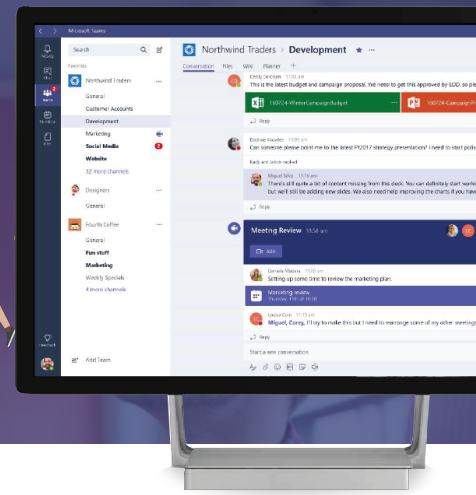 Microsoft Teams
Search
Northwind Traders > Development
Conversation Files Wiki Planner +
Favorites
Northwind Traders
General
Customer Accounts
Development
Marketing
Social Media
Website
32 more channels
Designers
General
Fourth Coffee
General
Fun stuff
Marketing
Weekly Specials
4 more channels
Add Team
This is the latest budget and campaign proposal. We need to get this approved by EOD, so
160724-WinterCampaignBudget
160724-Campaign
Reply
Can someone please point me to the latest FY2017 strategy presentation? I need to start
replied
Miguel Silva
There's still quite a bit of content missing from this deck. You can definitely start
but we'll still be adding new slides. We also need help improving the charts if you have
Reply
Meeting Review
Setting up some time to review the marketing plan.
Marketing review
Miguel, Corey, I'll try to make this but I need to rearrange some of my other meetings
Reply
Start a new conversation